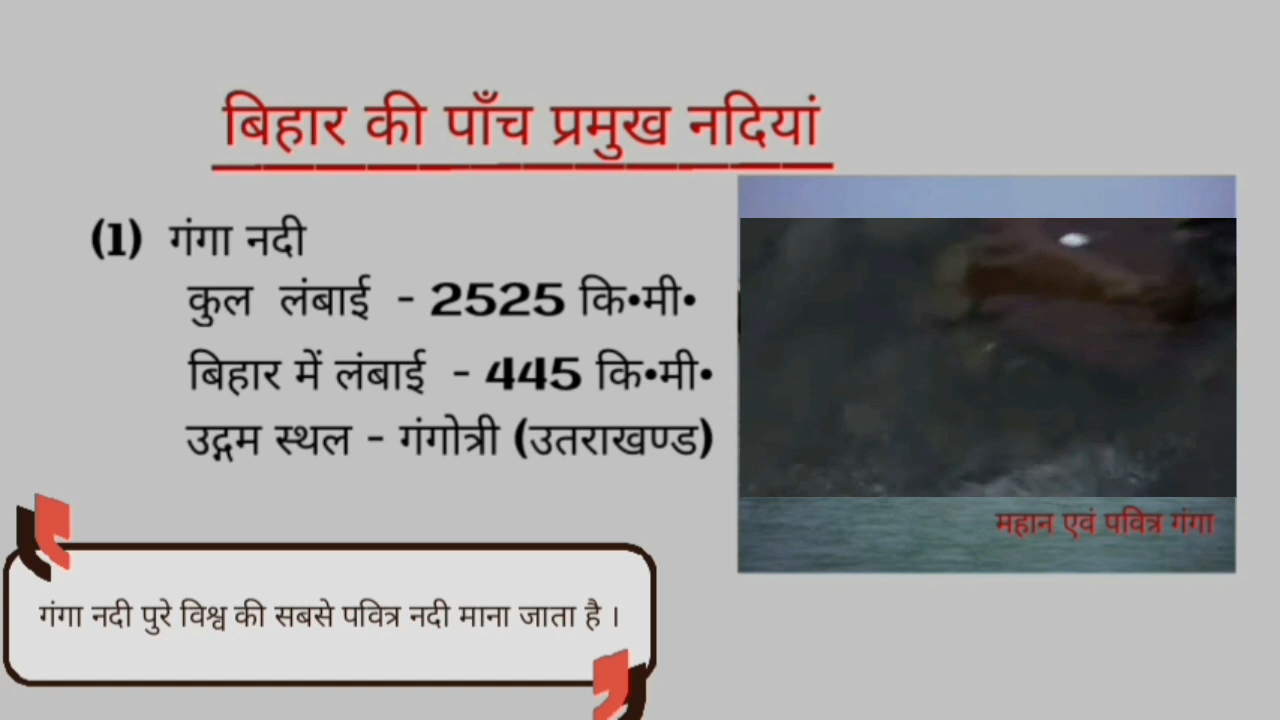 बिहार की पाँच प्रमुख नदियां
(1) गंगा नदी
कुल लंबाई - 2525 कि•मी•
बिहार में लंबाई - 445 कि•मी•
उद्गम स्थल - गंगोत्री (उतराखण्ड)
महान एवं पवित्र गंगा
गंगा नदी पुरे विश्व की सबसे पवित्र नदी माना जाता है ।